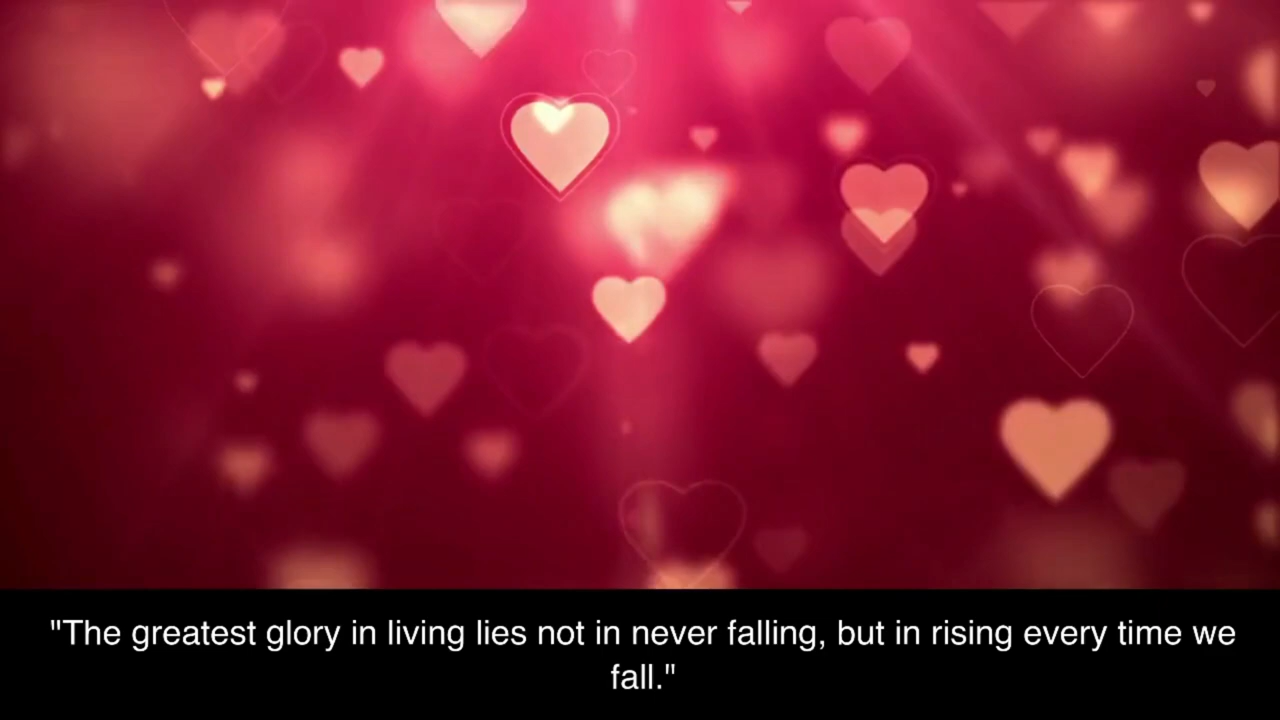 "The greatest glory in living lies not in never falling, but in rising every time we
fall."